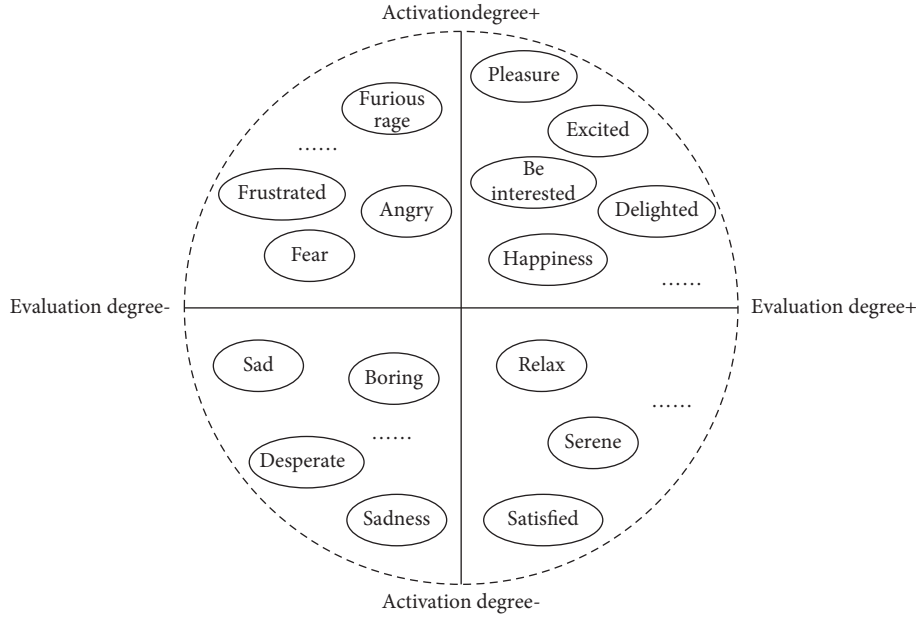 Activationdegree+
Pleasure
Furious
rage
Excited
......
Be
interested
Frustrated
Angry
Delighted
Fear
Happiness
......
Evaluation degree-
Evaluation degree+
Sad
Boring
Relax
......
......
Desperate
Serene
Sadness
Satisfied
Activation degree-